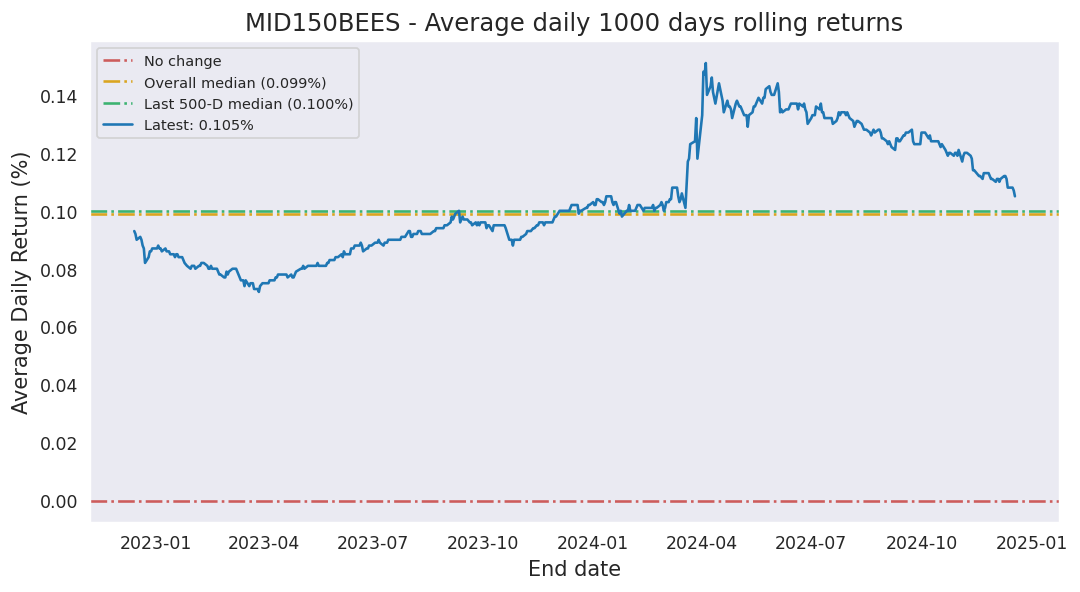 MID150BEES - Average daily 1000 days rolling returns
No change
Overall median (0.099%)
Last 500-D median (0.100%)
Latest: 0.105%
Average Daily Return (%)
0.14
0.12
0.10
0.08
0.06
0.04
0.02
0.00
2023-01 2023-04 2023-07 2023-10 2024-01 2024-04 2024-07 2024-10 2025-01
End date